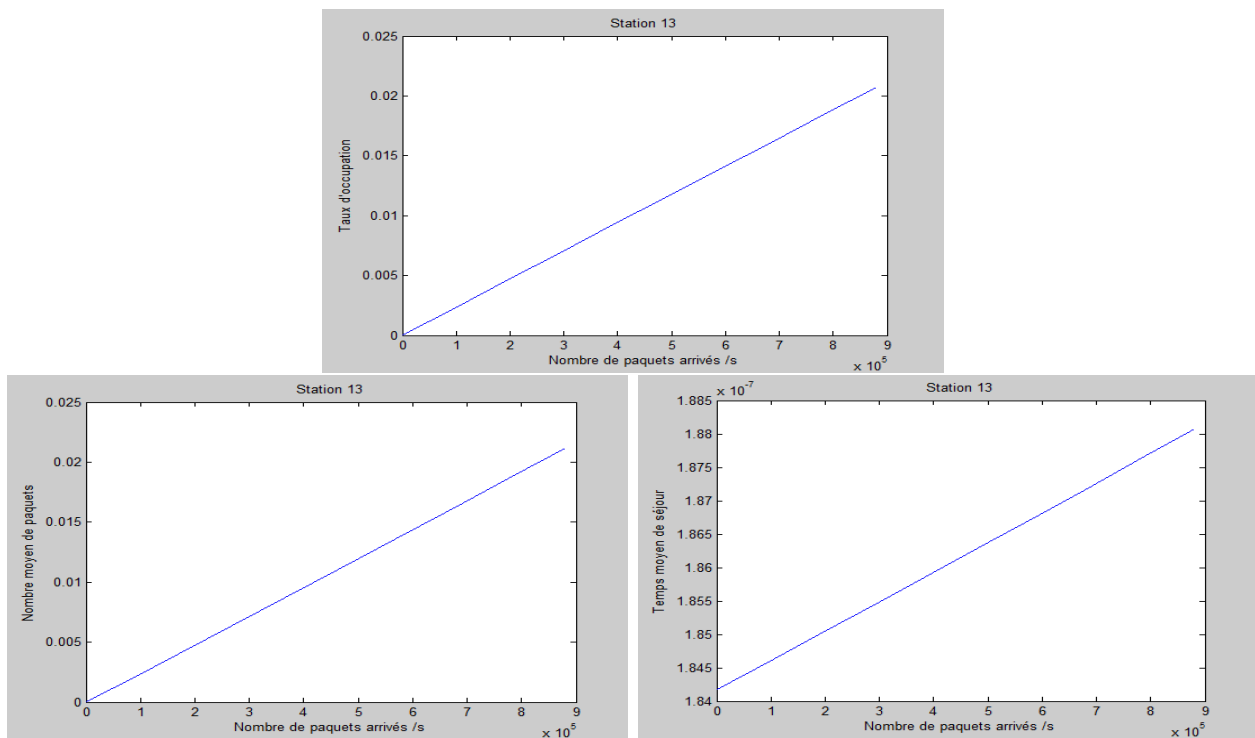 Station 13
0.025
0.02
0.015
0.01
0.005
0
Taux d'occupation
0 1 2 3 4 5 6 7 8 9
Nombre de paquets arrivés /s
x 10^5
Station 13
0.025
0.02
0.015
0.01
0.005
0
Nombre moyen de paquets
0 1 2 3 4 5 6 7 8 9
Nombre de paquets arrivés /s
x 10^5
Station 13
x 10^-7
1.885
1.88
1.875
1.87
1.865
1.86
1.855
1.85
1.845
1.84
Temps moyen de séjour
0 1 2 3 4 5 6 7 8 9
Nombre de paquets arrivés /s
x 10^5